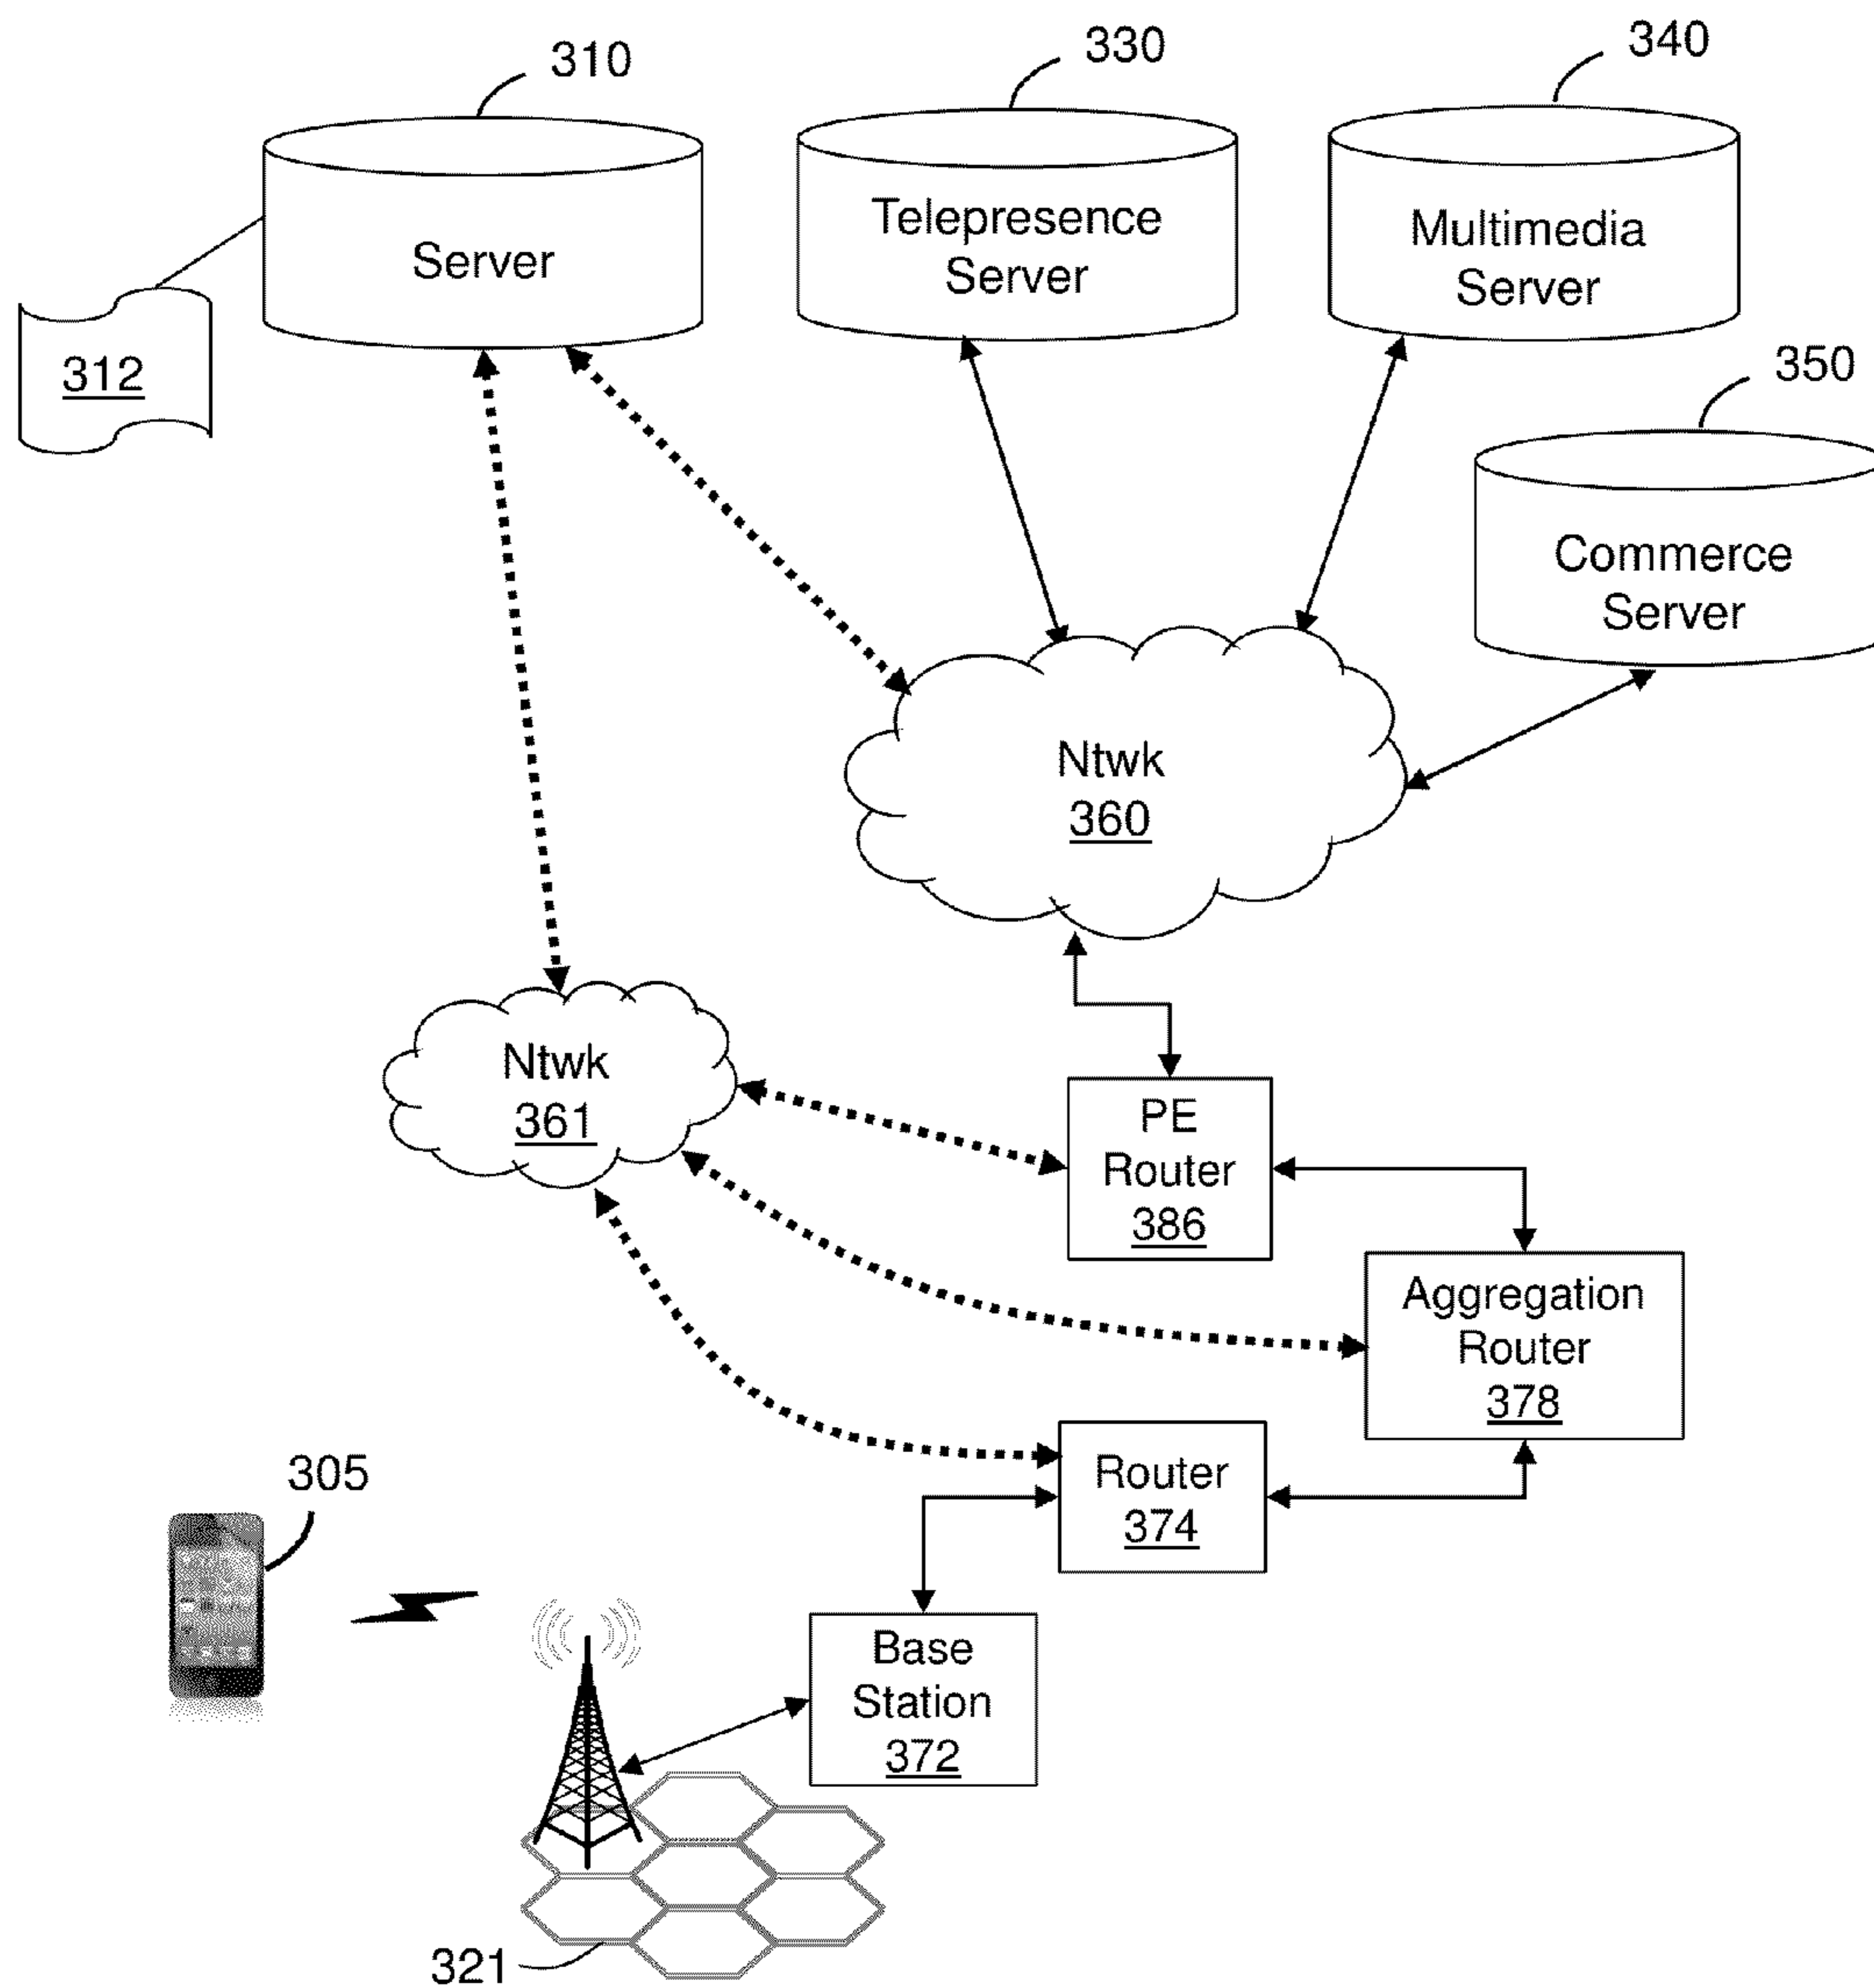 310
330
340
Server
Telepresence
Server
Multimedia
Server
312
350
Commerce
Server
Ntwk
360
Ntwk
361
PE
Router
386
Aggregation
Router
378
305
Router
374
Base
Station
372
321